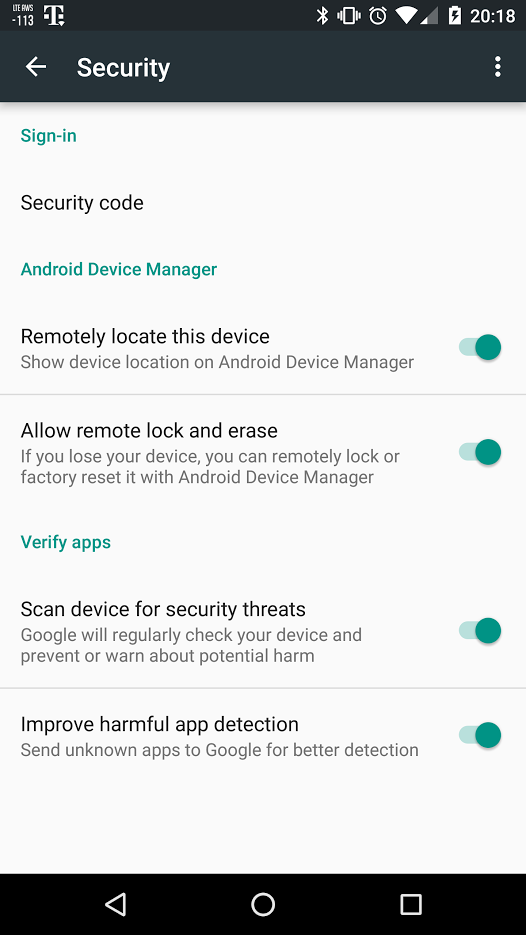 LTE AWS
-113
20:18
Security
Sign-in
Security code
Android Device Manager
Remotely locate this device
Show device location on Android Device Manager
Allow remote lock and erase
If you lose your device, you can remotely lock or
factory reset it with Android Device Manager
Verify apps
Scan device for security threats
Google will regularly check your device and
prevent or warn about potential harm
Improve harmful app detection
Send unknown apps to Google for better detection